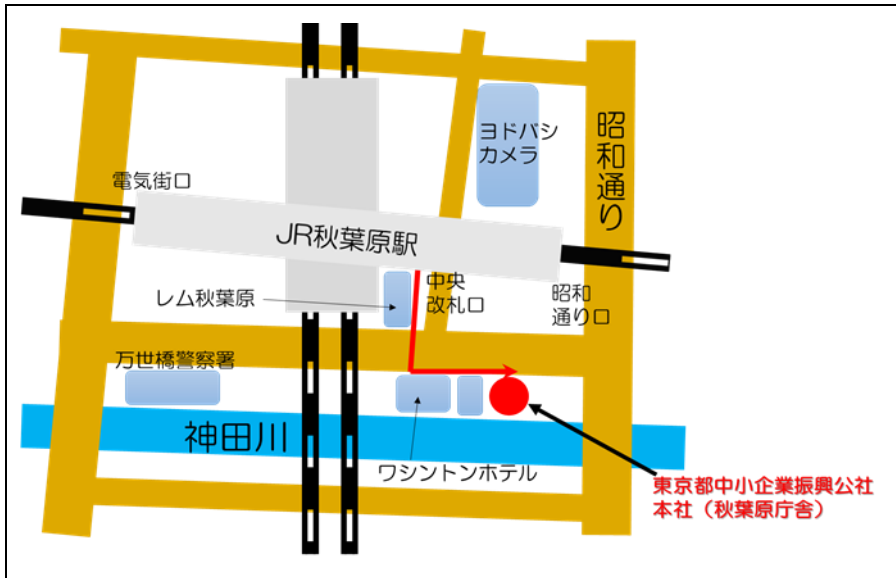 ヨドバシ
カメラ
昭和通り
電気街口
JR秋葉原駅
中央
改札口
昭和
通り口
レム秋葉原
万世橋警察署
神田川
ワシントンホテル
東京都中小企業振興公社
本社（秋葉原庁舎）